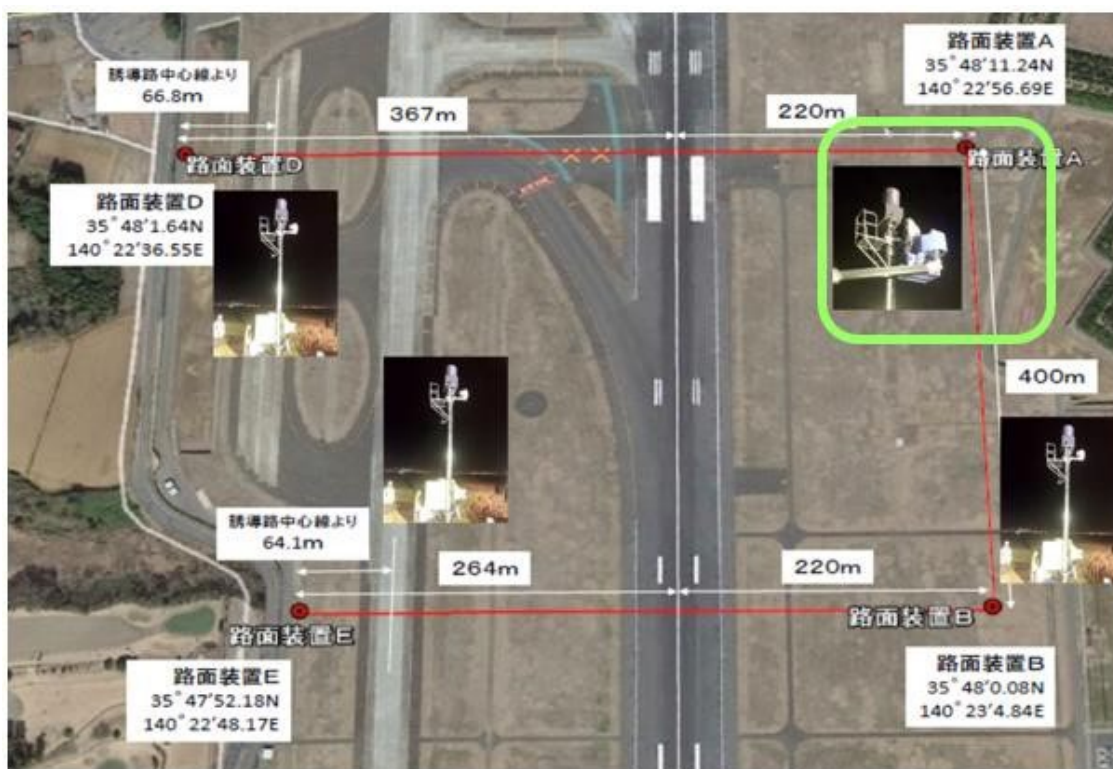 路面装置A
35°48'11.24N
140°22'56.69E
誘導路中心線より
66.8m
367m
220m
路面装置D
路面装置A
路面装置D
35°48'1.64N
140°22'36.55E
400m
誘導路中心線より
64.1m
264m
220m
路面装置E
路面装置B
路面装置E
35°47'52.18N
140°22'48.17E
路面装置B
35°48'0.08N
140°23'4.84E